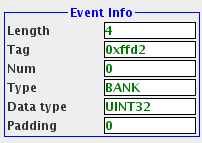 Event Info
Length 4
Tag 0xffd2
Num 0
Type BANK
Data type UINT32
Padding 0